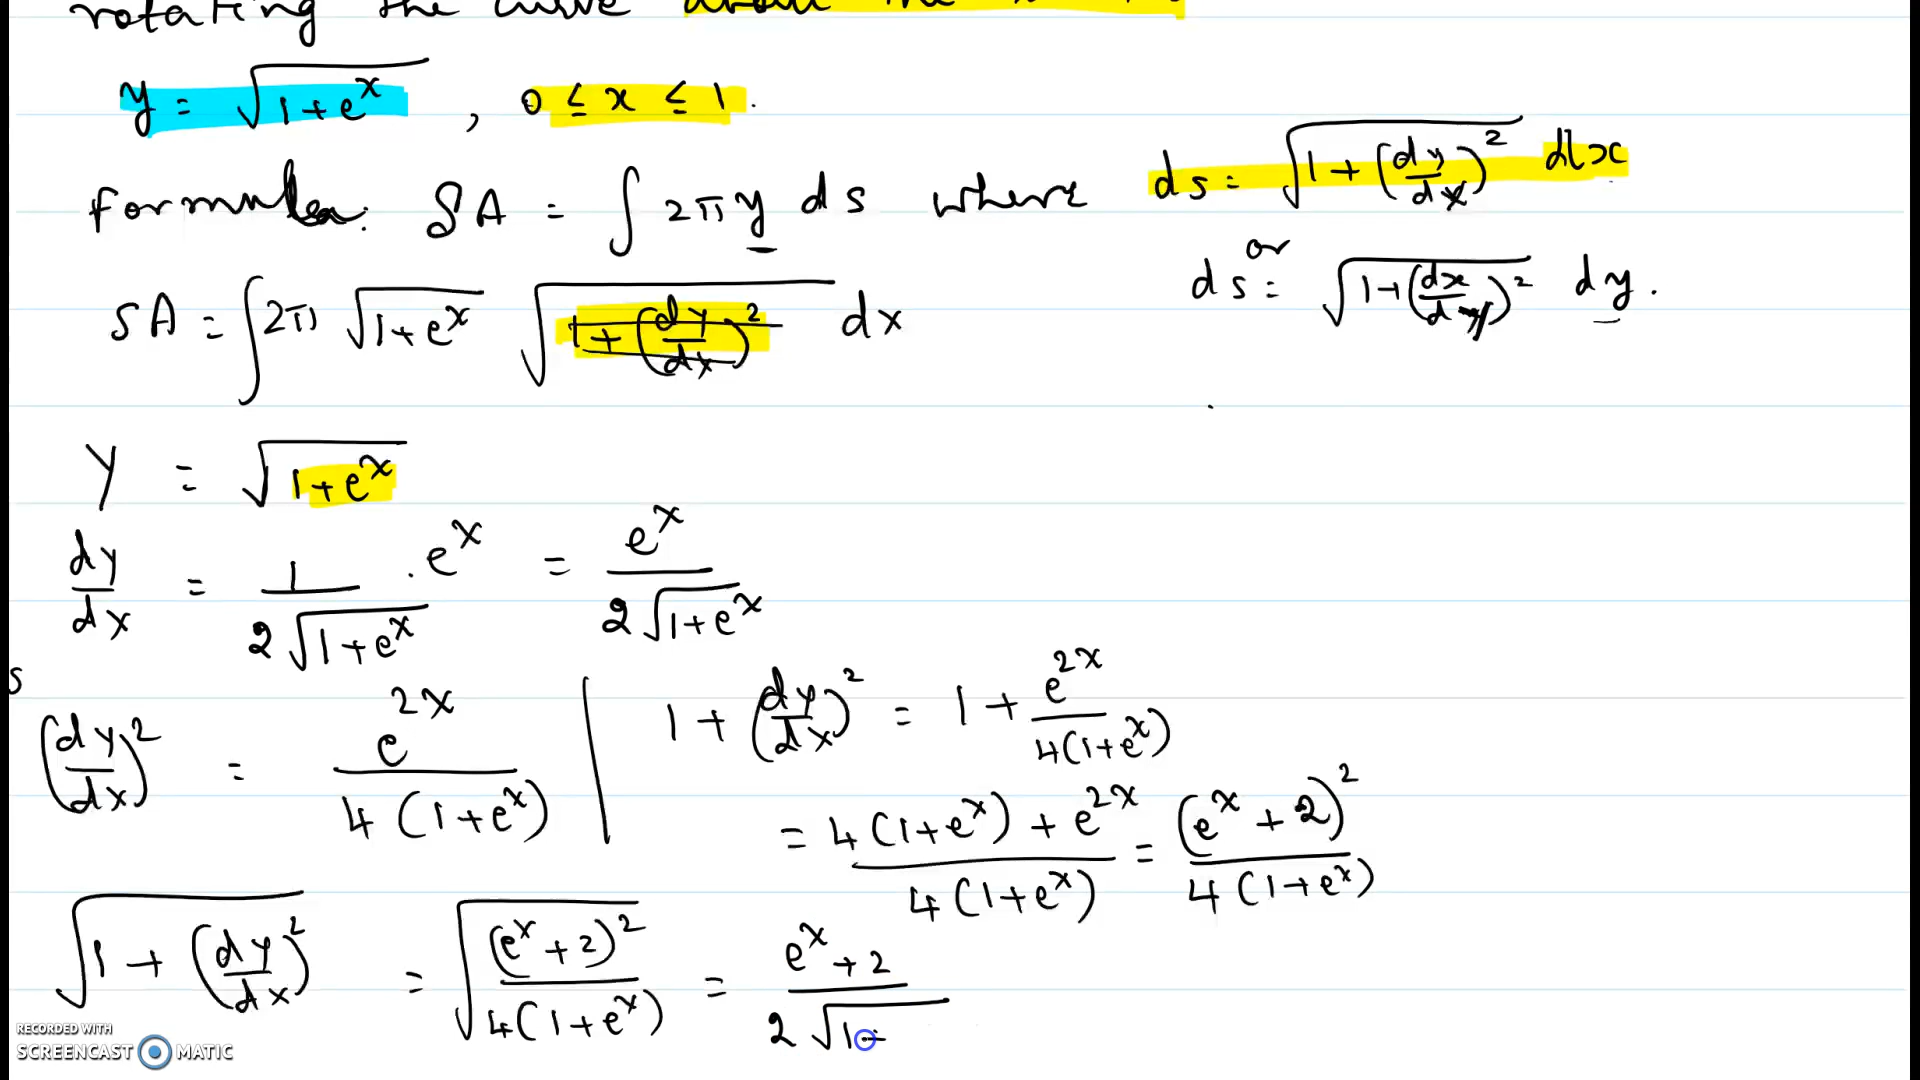 rotating the curve about the
y = √(1+e^x) , 0 ≤ x ≤ 1.
formula: SA = ∫ 2π y ds where ds = √(1+(dy/dx)^2) dx
or
ds = √(1+(dx/dy)^2) dy.
SA = ∫ 2π √(1+e^x) √(1+(dy/dx)^2) dx
y = √(1+e^x)
dy/dx = 1/(2√(1+e^x)) . e^x = e^x/(2√(1+e^x))
s
(dy/dx)^2 = e^2x/(4(1+e^x))
1+(dy/dx)^2 = 1+e^2x/(4(1+e^x))
= (4(1+e^x)+e^2x)/(4(1+e^x)) = (e^x+2)^2/(4(1+e^x))
√(1+(dy/dx)^2) = √((e^x+2)^2/(4(1+e^x))) = (e^x+2)/(2√(1+
RECORDED WITH
SCREENCAST MATIC